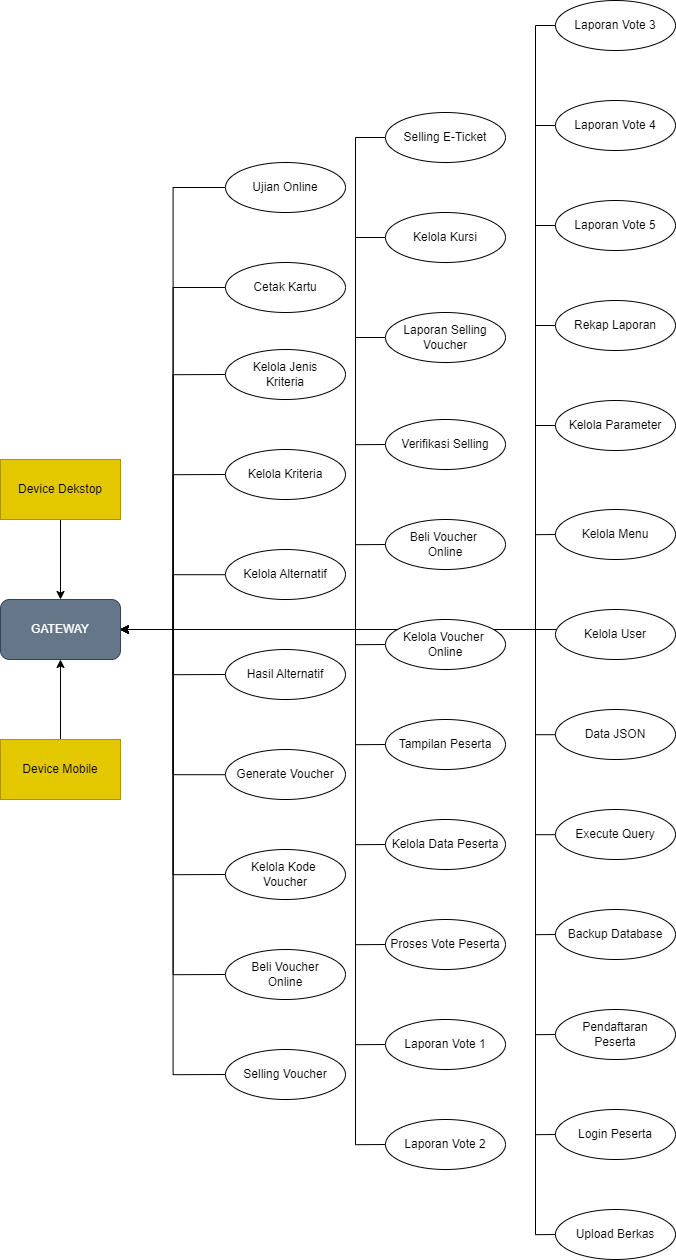 Device Dekstop
GATEWAY
Device Mobile
Ujian Online
Cetak Kartu
Kelola Jenis
Kriteria
Kelola Kriteria
Kelola Alternatif
Hasil Alternatif
Generate Voucher
Kelola Kode
Voucher
Beli Voucher
Online
Selling Voucher
Selling E-Ticket
Kelola Kursi
Laporan Selling
Voucher
Verifikasi Selling
Beli Voucher
Online
Kelola Voucher
Online
Tampilan Peserta
Kelola Data Peserta
Proses Vote Peserta
Laporan Vote 1
Laporan Vote 2
Laporan Vote 3
Laporan Vote 4
Laporan Vote 5
Rekap Laporan
Kelola Parameter
Kelola Menu
Kelola User
Data JSON
Execute Query
Backup Database
Pendaftaran
Peserta
Login Peserta
Upload Berkas